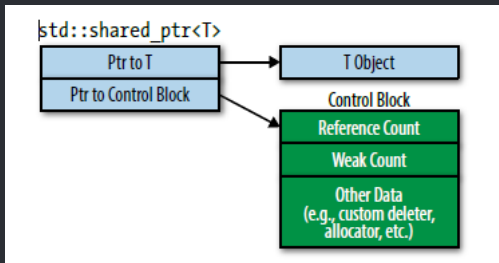 std::shared_ptr<T>
Ptr to T
T Object
Ptr to Control Block
Control Block
Reference Count
Weak Count
Other Data
(e.g., custom deleter,
allocator, etc.)